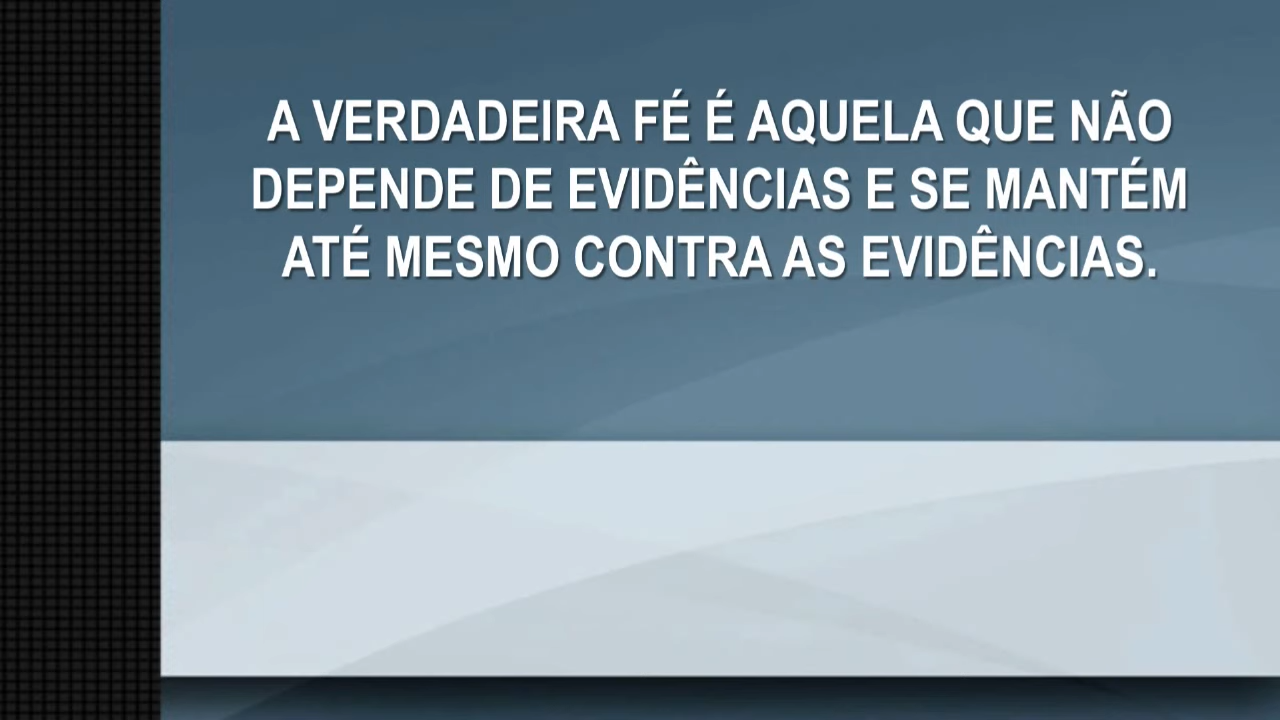 A VERDADEIRA FÉ É AQUELA QUE NÃO
DEPENDE DE EVIDÊNCIAS E SE MANTÉM
ATÉ MESMO CONTRA AS EVIDÊNCIAS.